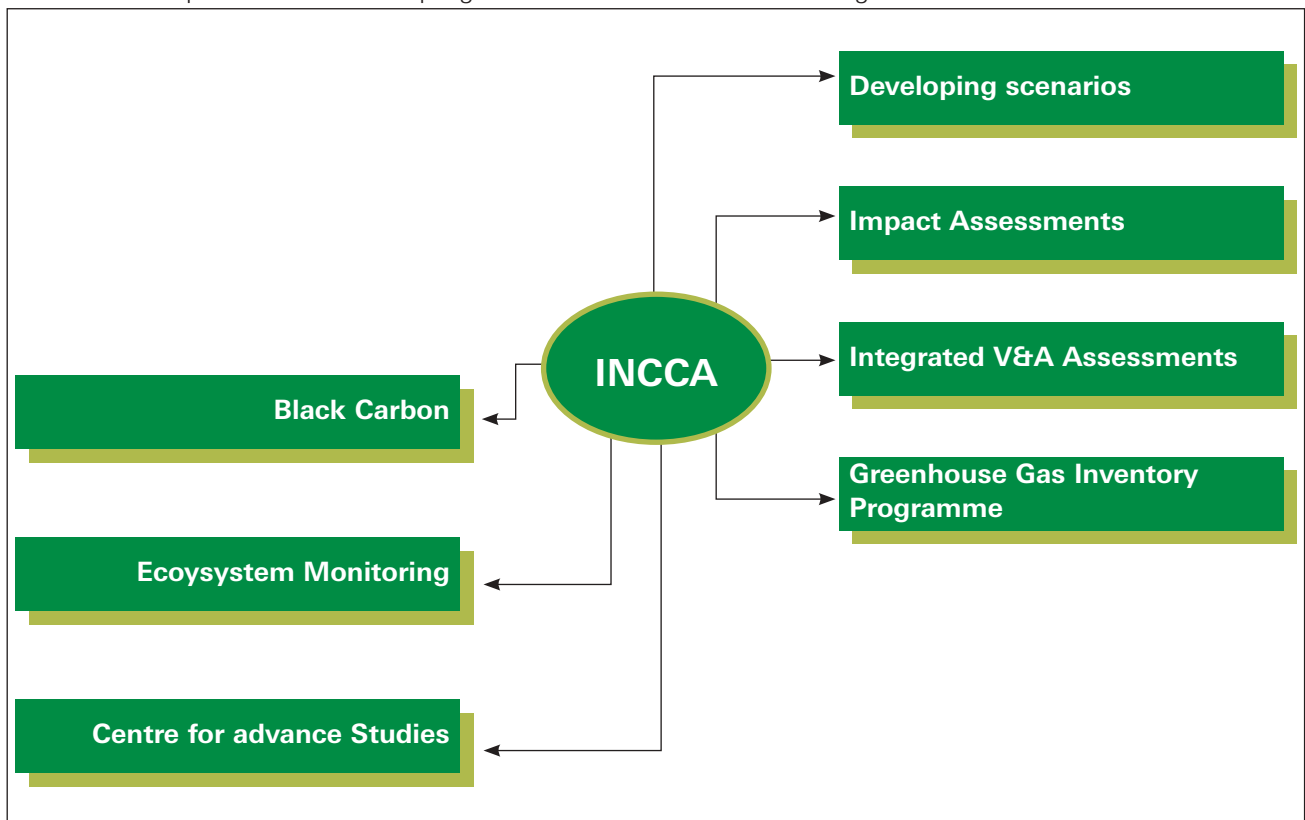 Developing scenarios
Impact Assessments
INCCA
Integrated V&A Assessments
Black Carbon
Greenhouse Gas Inventory
Programme
Ecoysystem Monitoring
Centre for advance Studies